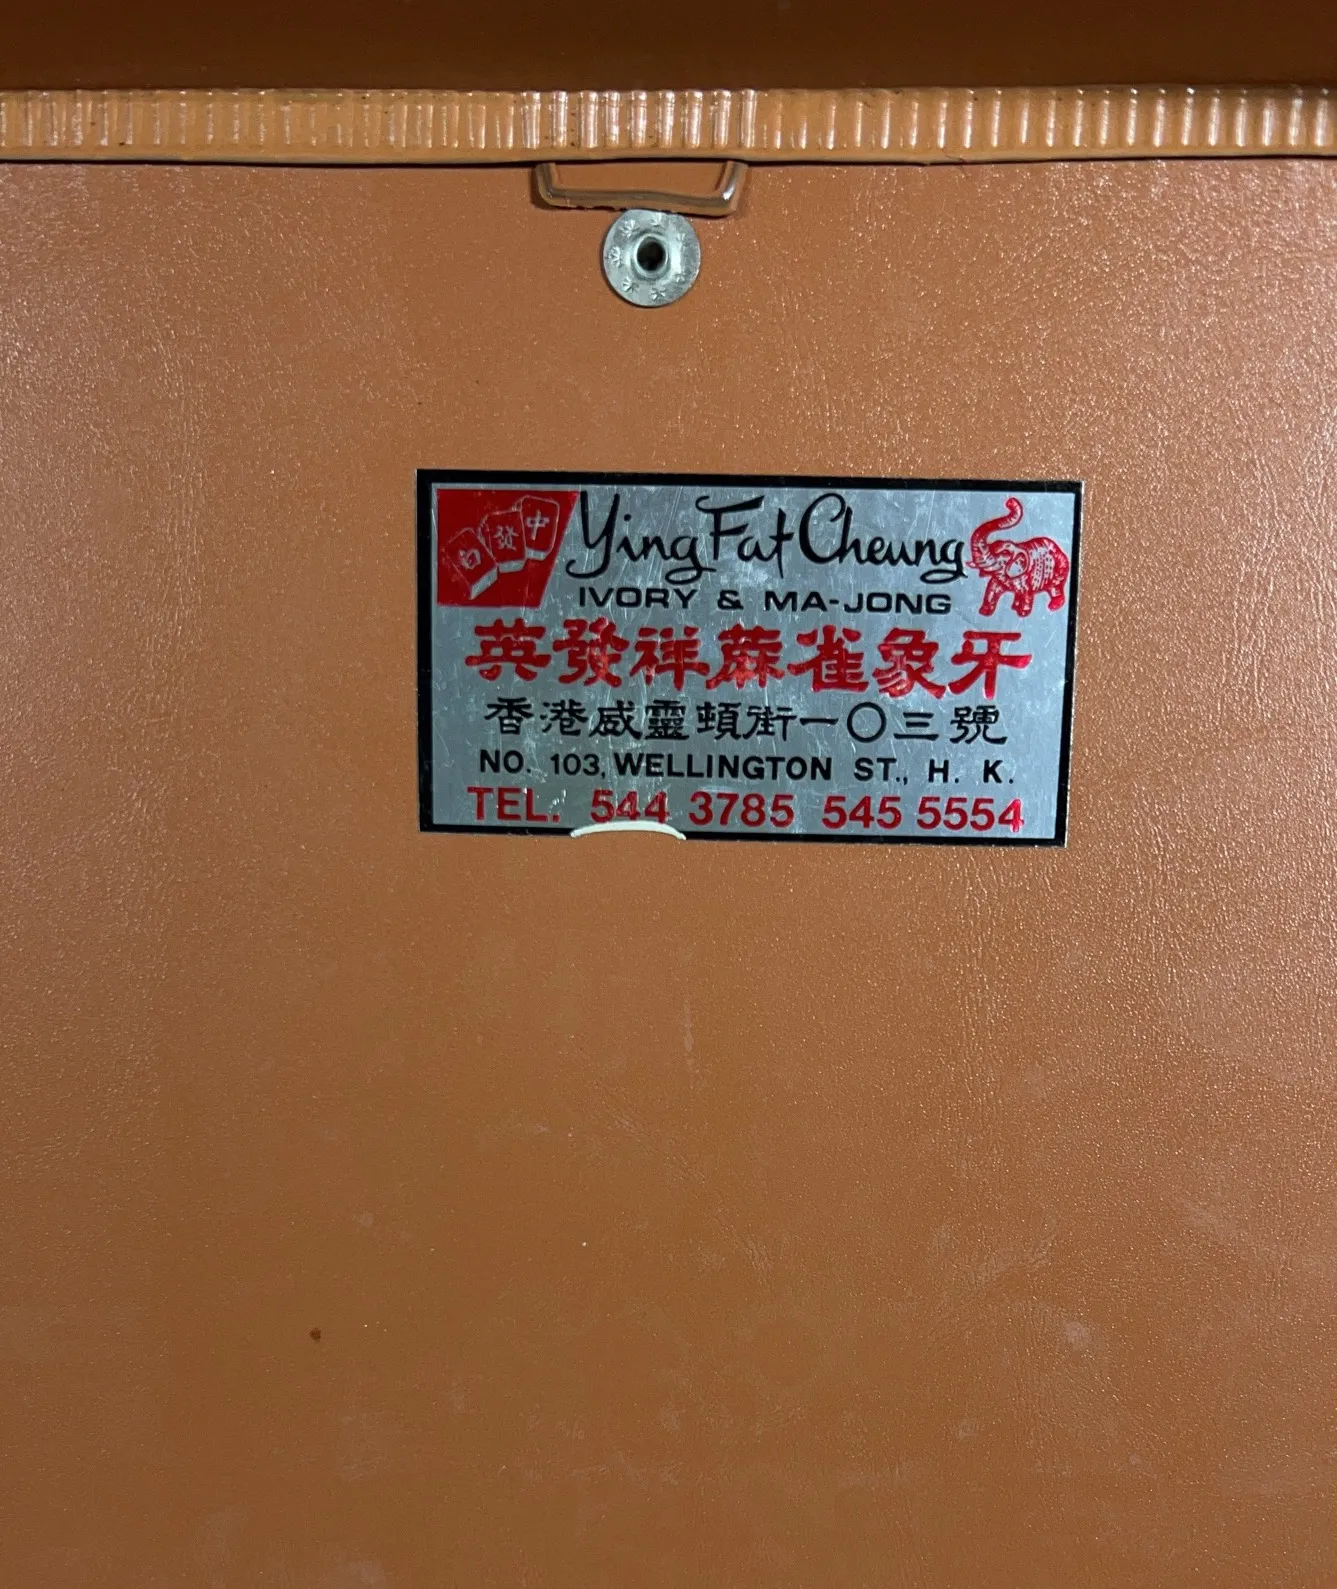 白發中
Ying Fat Cheung
IVORY & MA-JONG
英發祥蔴雀象牙
香港威靈頓街一〇三號
NO. 103, WELLINGTON ST., H. K.
TEL. 544 3785 545 5554